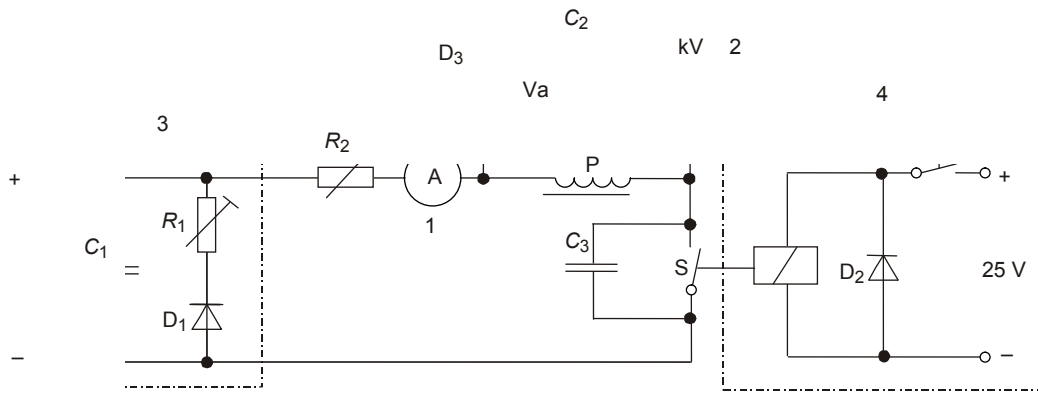 C2
D3
kV 2
Va
4
3
R2
P
+
A
+
R1
1
C3
C1
S
D2
25 V
D1
–
–